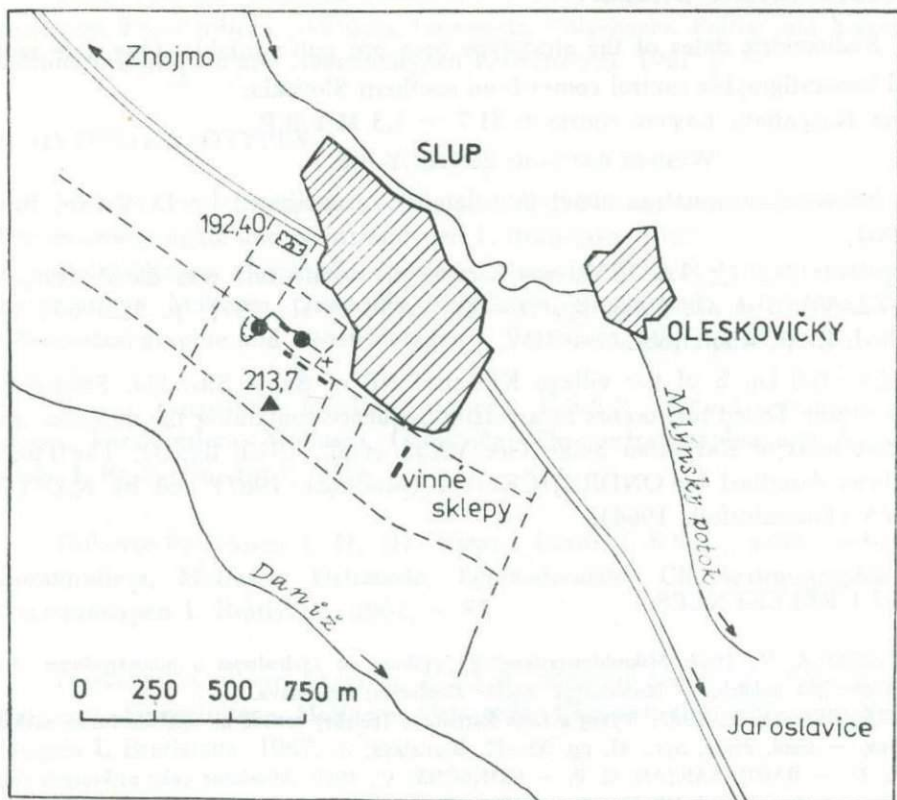 Znojmo
SLUP
192,40
OLESKOVIČKY
213,7
Mlýnský potok
vinné
sklepy
Daníž
0 250 500 750 m
Jaroslavice